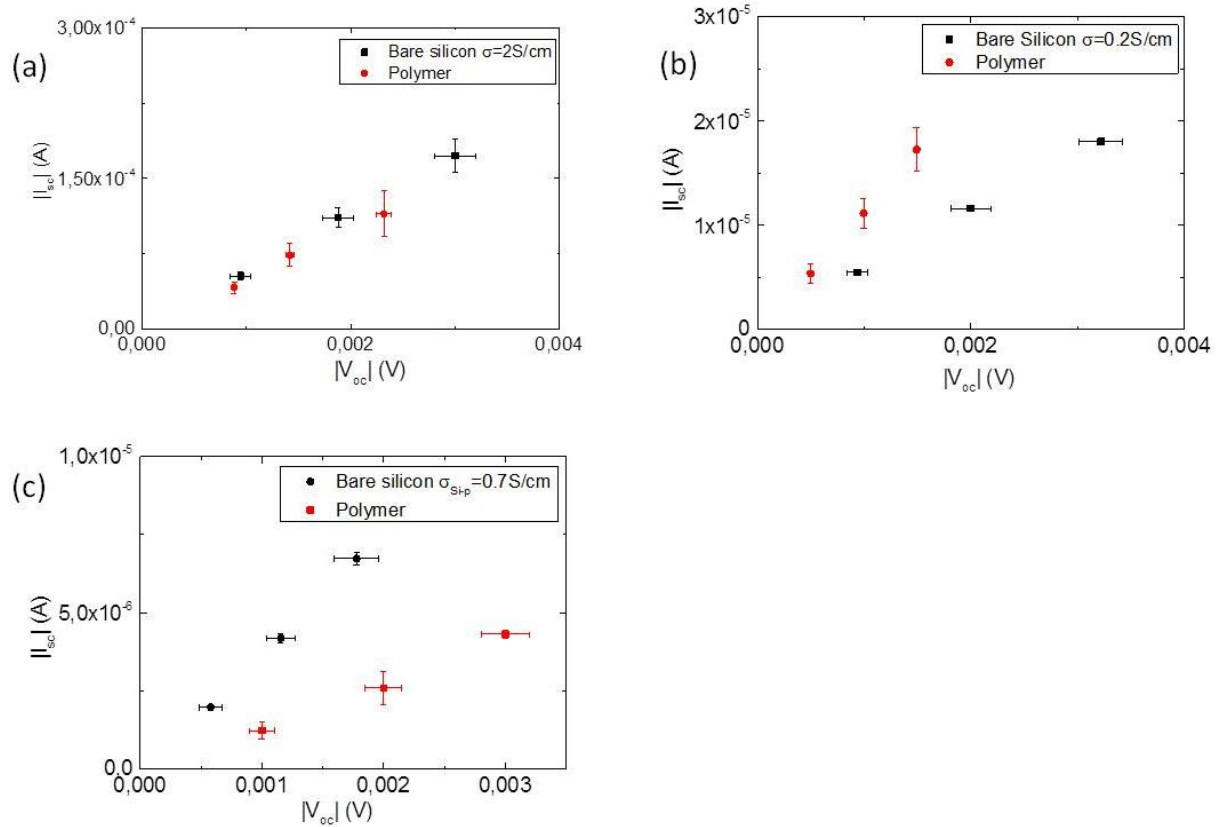 (a)
3,00x10⁻⁴
Bare silicon σ=2S/cm
Polymer
||I_sc| (A)
1,50x10⁻⁴
0,00
0,000
0,002
0,004
|V_oc| (V)
(b)
3x10⁻⁵
Bare Silicon σ=0.2S/cm
Polymer
||I_sc| (A)
2x10⁻⁵
1x10⁻⁵
0
0,000
0,002
0,004
|V_oc| (V)
(c)
1,0x10⁻⁵
Bare silicon σ_Si-p=0.7S/cm
Polymer
||I_sc| (A)
5,0x10⁻⁶
0,0
0,000
0,001
0,002
0,003
|V_oc| (V)